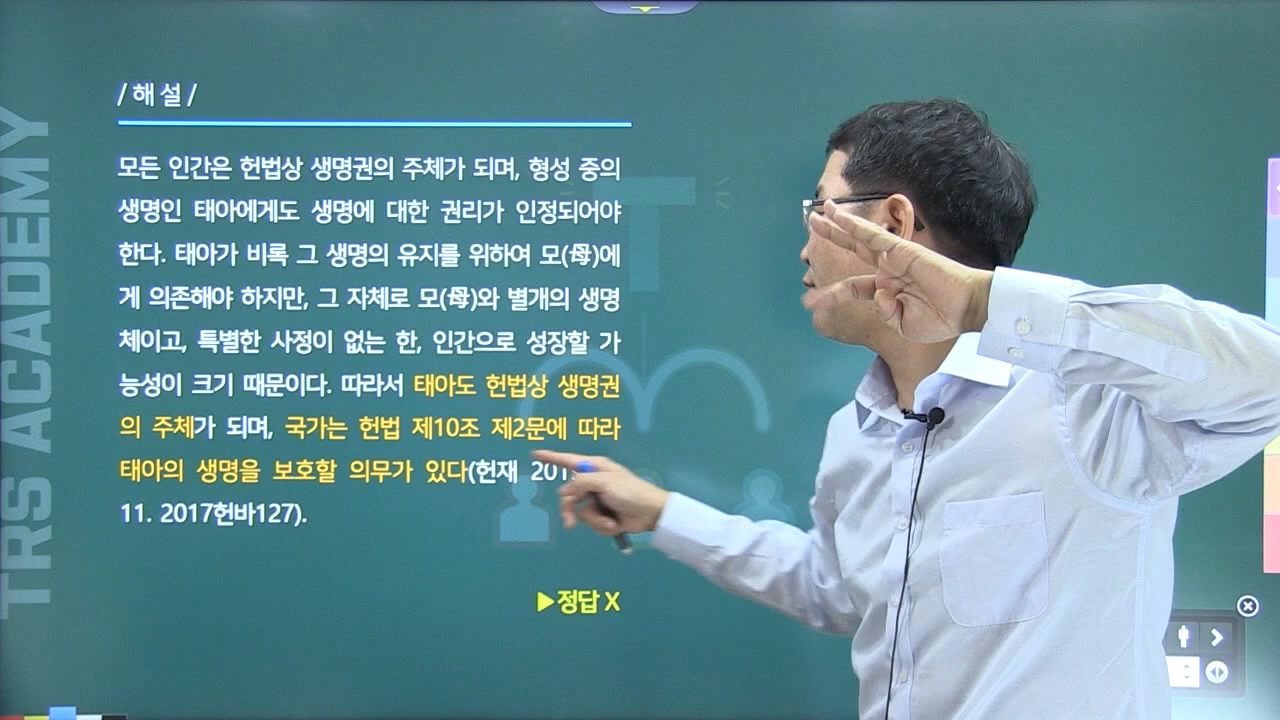 / 해 설 /
모든 인간은 헌법상 생명권의 주체가 되며, 형성 중의
생명인 태아에게도 생명에 대한 권리가 인정되어야
한다. 태아가 비록 그 생명의 유지를 위하여 모(母)에
게 의존해야 하지만, 그 자체로 모(母)와 별개의 생명
체이고, 특별한 사정이 없는 한, 인간으로 성장할 가
능성이 크기 때문이다. 따라서 태아도 헌법상 생명권
의 주체가 되며, 국가는 헌법 제10조 제2문에 따라
태아의 생명을 보호할 의무가 있다(헌재
11. 2017헌바127).
▶정답 X
TRS ACADEMY